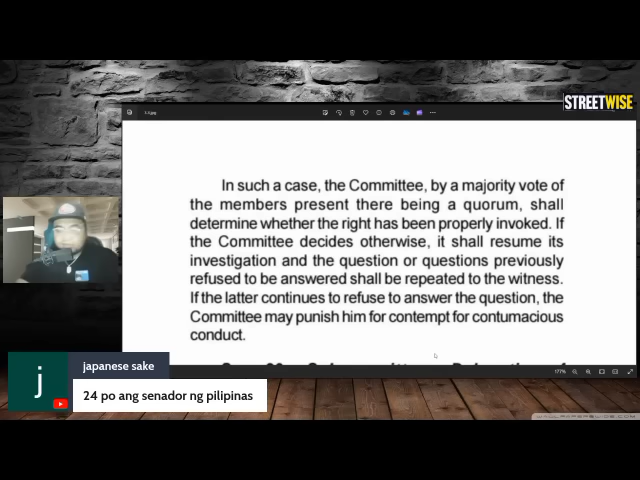 STREETWISE
In such a case, the Committee, by a majority vote of
the members present there being a quorum, shall
determine whether the right has been properly invoked. If
the Committee decides otherwise, it shall resume its
investigation and the question or questions previously
refused to be answered shall be repeated to the witness.
If the latter continues to refuse to answer the question, the
Committee may punish him for contempt for contumacious
conduct.
177%
j
japanese sake
24 po ang senador ng pilipinas